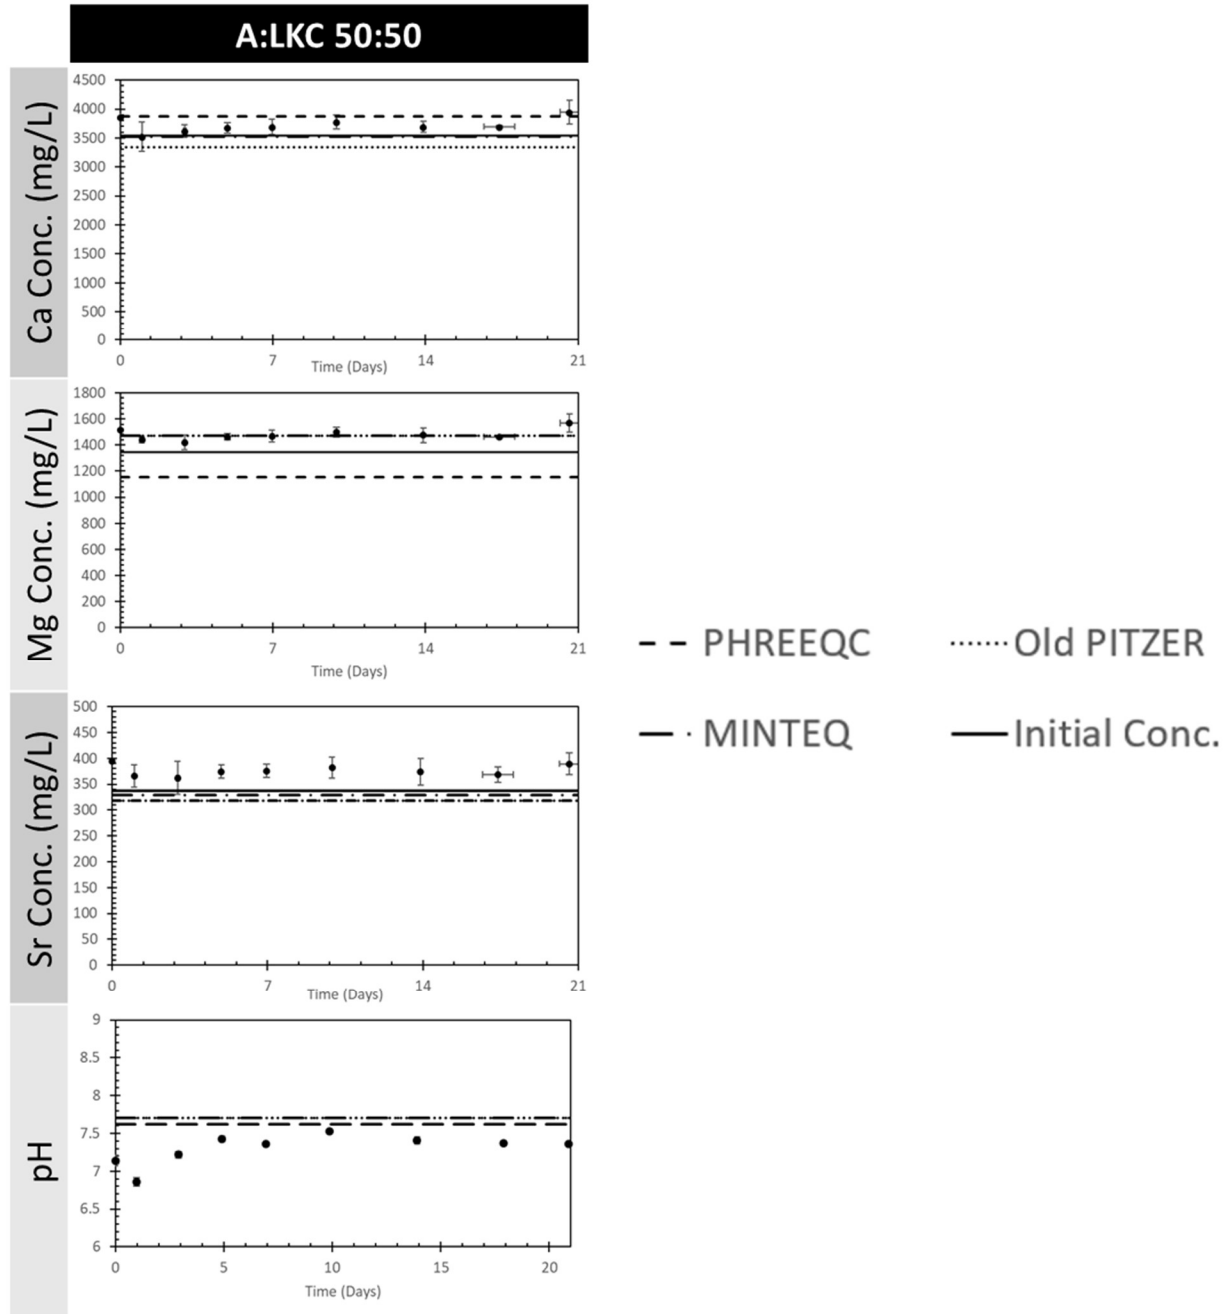 A:LKC 50:50
Ca Conc. (mg/L)
4500
4000
3500
3000
2500
2000
1500
1000
500
0
0 7 14 21
Time (Days)
Mg Conc. (mg/L)
1800
1600
1400
1200
1000
800
600
400
200
0
0 7 14 21
Time (Days)
Sr Conc. (mg/L)
500
450
400
350
300
250
200
150
100
50
0
0 7 14 21
Time (Days)
pH
9
8.5
8
7.5
7
6.5
6
0 5 10 15 20
Time (Days)
PHREEQC Old PITZER
MINTEQ Initial Conc.